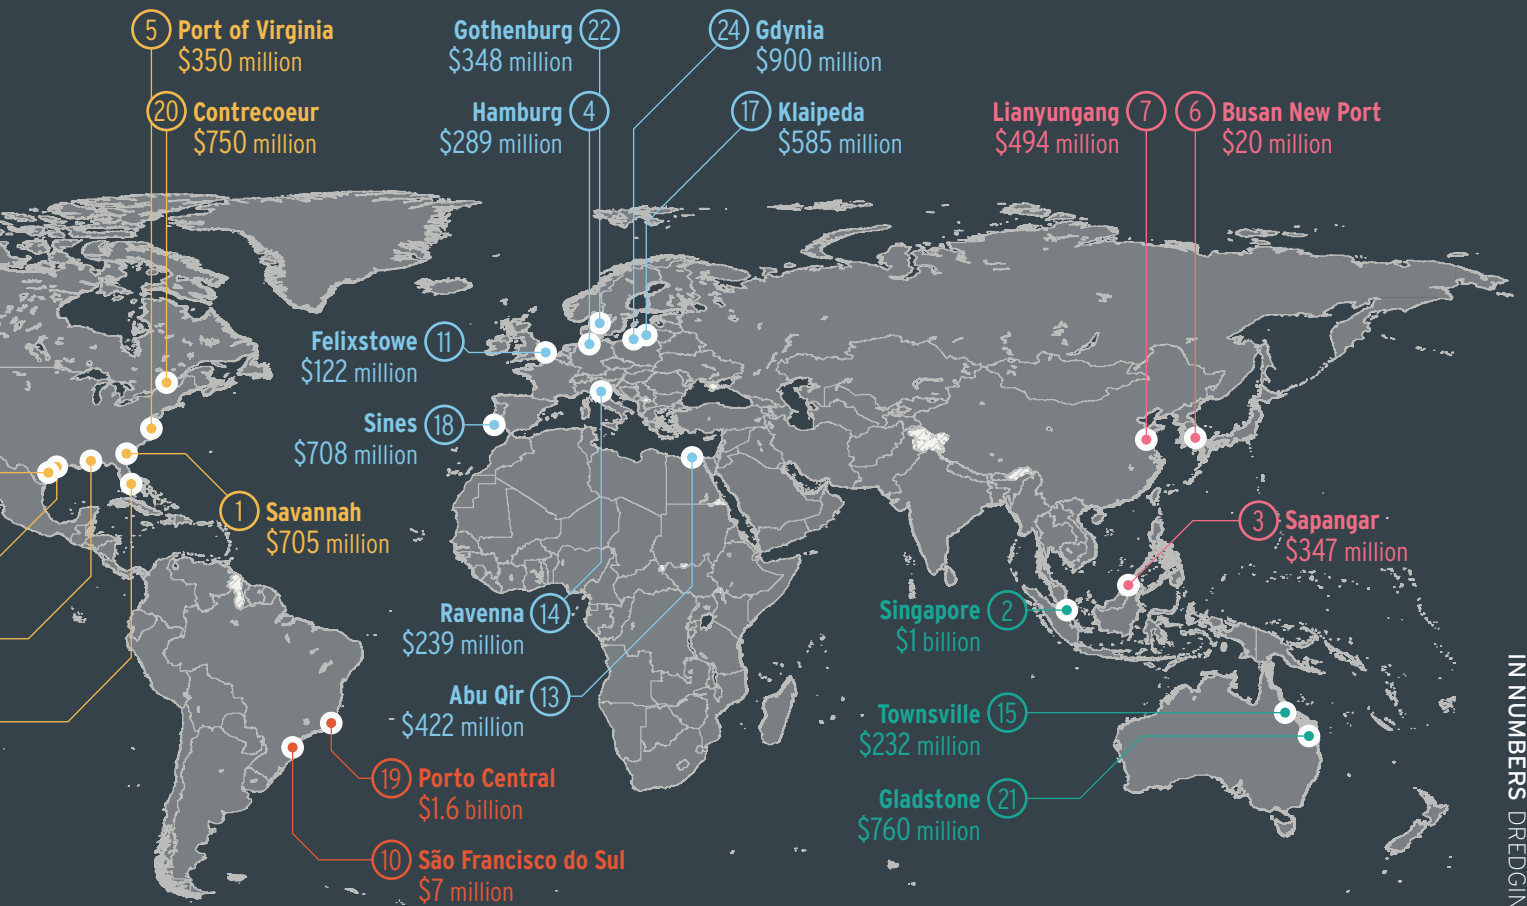 5 Port of Virginia
$350 million
Gothenburg 22
$348 million
24 Gdynia
$900 million
20 Contrecoeur
$750 million
Hamburg 4
$289 million
17 Klaipeda
$585 million
Lianyungang 7
$494 million
6 Busan New Port
$20 million
Felixstowe 11
$122 million
Sines 18
$708 million
1 Savannah
$705 million
3 Sapangar
$347 million
Ravenna 14
$239 million
Singapore 2
$1 billion
Abu Qir 13
$422 million
Townsville 15
$232 million
19 Porto Central
$1.6 billion
Gladstone 21
$760 million
10 São Francisco do Sul
$7 million
IN NUMBERS DREDGIN